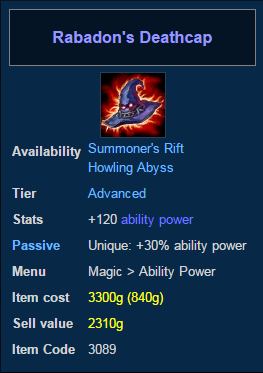 Rabadon's Deathcap
Availability Summoner's Rift
Howling Abyss
Tier Advanced
Stats +120 ability power
Passive Unique: +30% ability power
Menu Magic > Ability Power
Item cost 3300g (840g)
Sell value 2310g
Item Code 3089